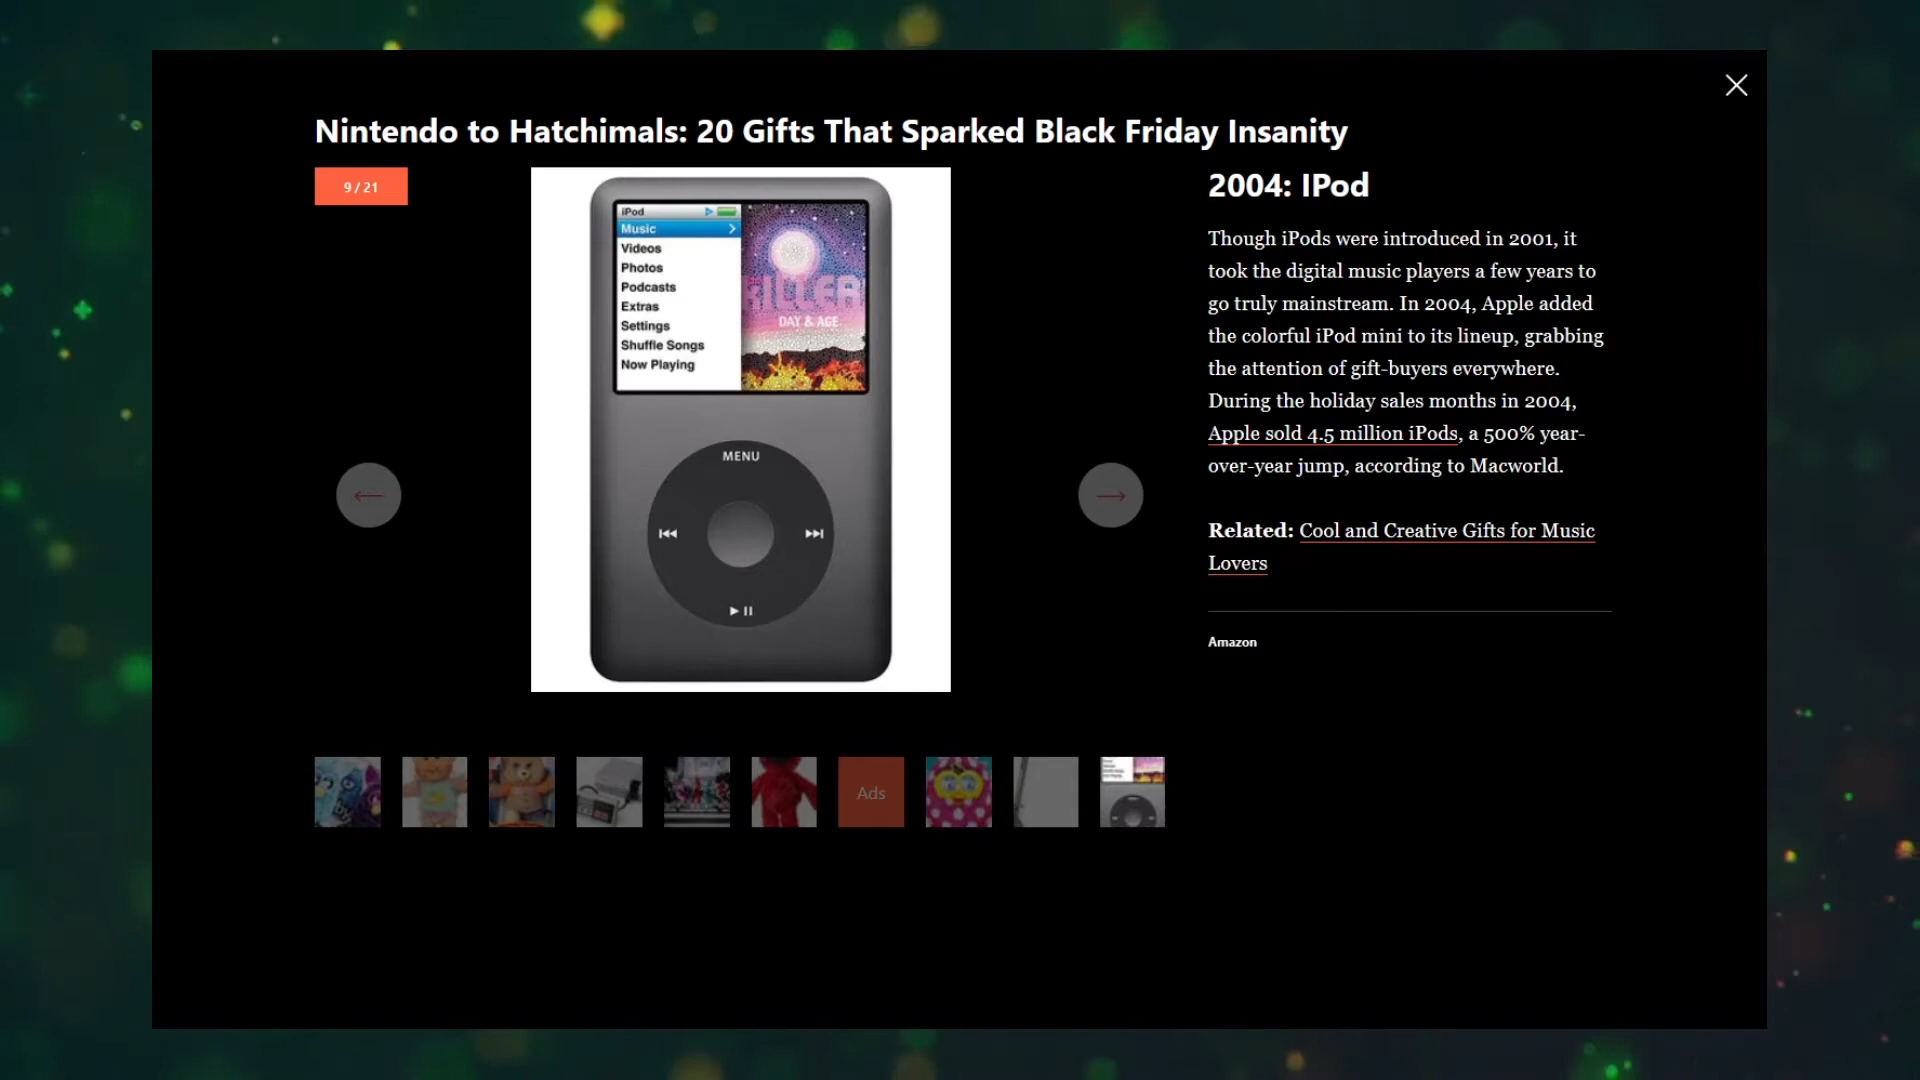 Nintendo to Hatchimals: 20 Gifts That Sparked Black Friday Insanity
9 / 21
iPod
Music
Videos
Photos
Podcasts
Extras
Settings
Shuffle Songs
Now Playing
KILLER
DAY & AGE
MENU
2004: IPod
Though iPods were introduced in 2001, it
took the digital music players a few years to
go truly mainstream. In 2004, Apple added
the colorful iPod mini to its lineup, grabbing
the attention of gift-buyers everywhere.
During the holiday sales months in 2004,
Apple sold 4.5 million iPods, a 500% year-
over-year jump, according to Macworld.
Related: Cool and Creative Gifts for Music
Lovers
Amazon
Ads